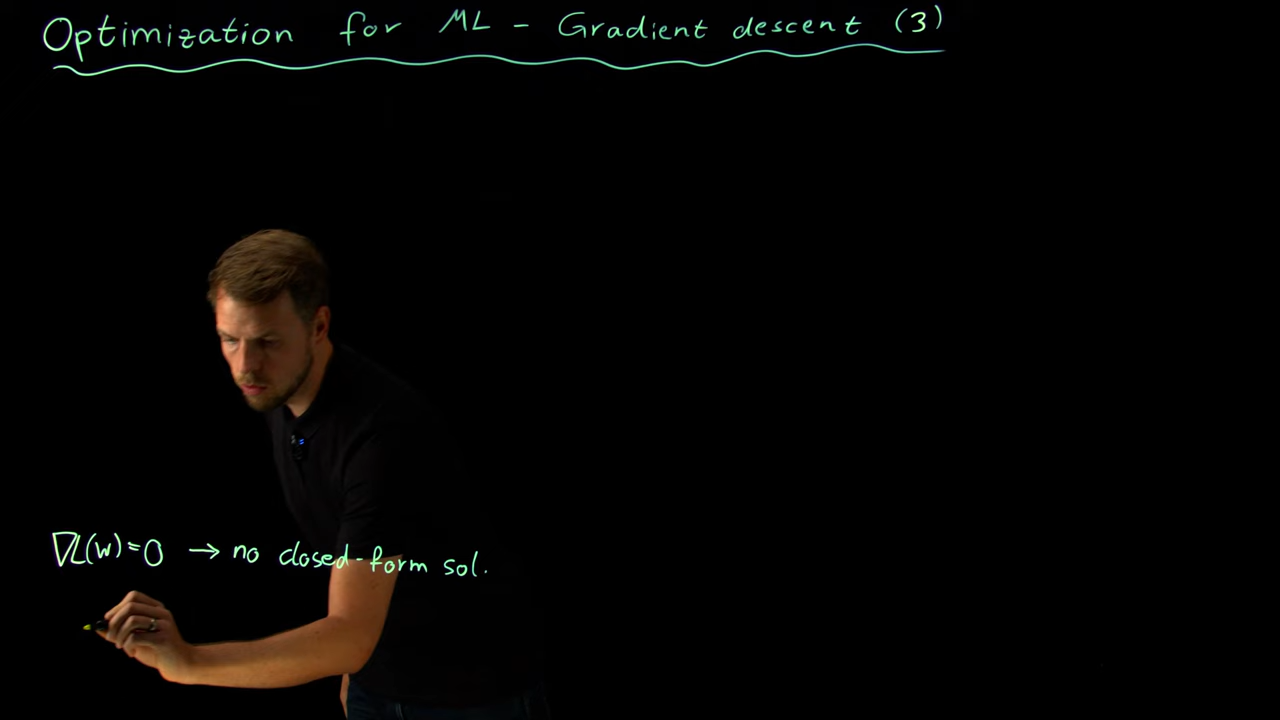 Optimization for ML - Gradient descent (3)
∇L(w)=0 → no closed-form sol.